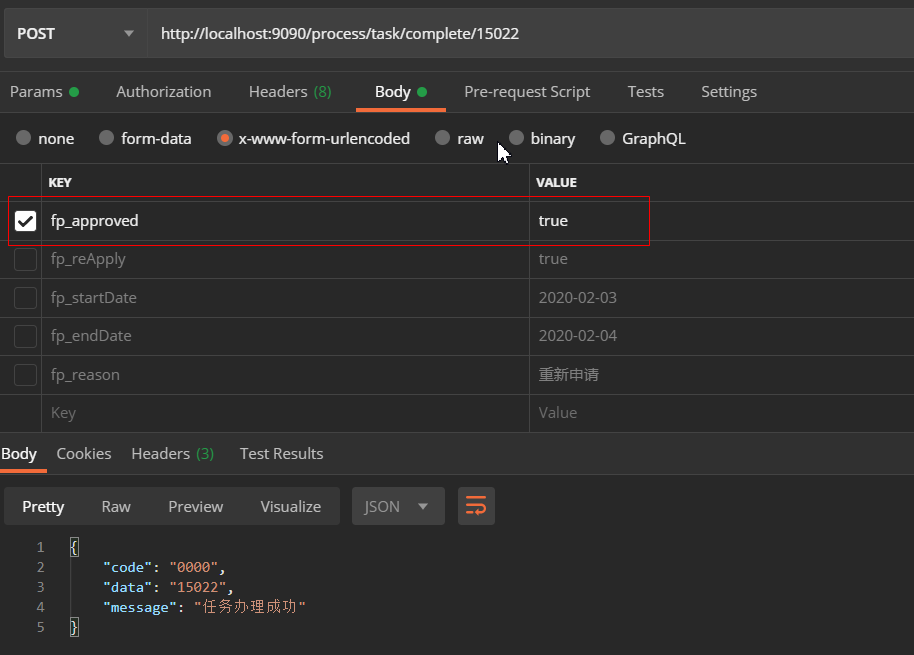 POST http://localhost:9090/process/task/complete/15022
Params Authorization Headers (8) Body Pre-request Script Tests Settings
none form-data x-www-form-urlencoded raw binary GraphQL
KEY VALUE
fp_approved true
fp_reApply true
fp_startDate 2020-02-03
fp_endDate 2020-02-04
fp_reason 重新申请
Key Value
Body Cookies Headers (3) Test Results
Pretty Raw Preview Visualize JSON
1 {
2 "code": "0000",
3 "data": "15022",
4 "message": "任务办理成功"
5 }